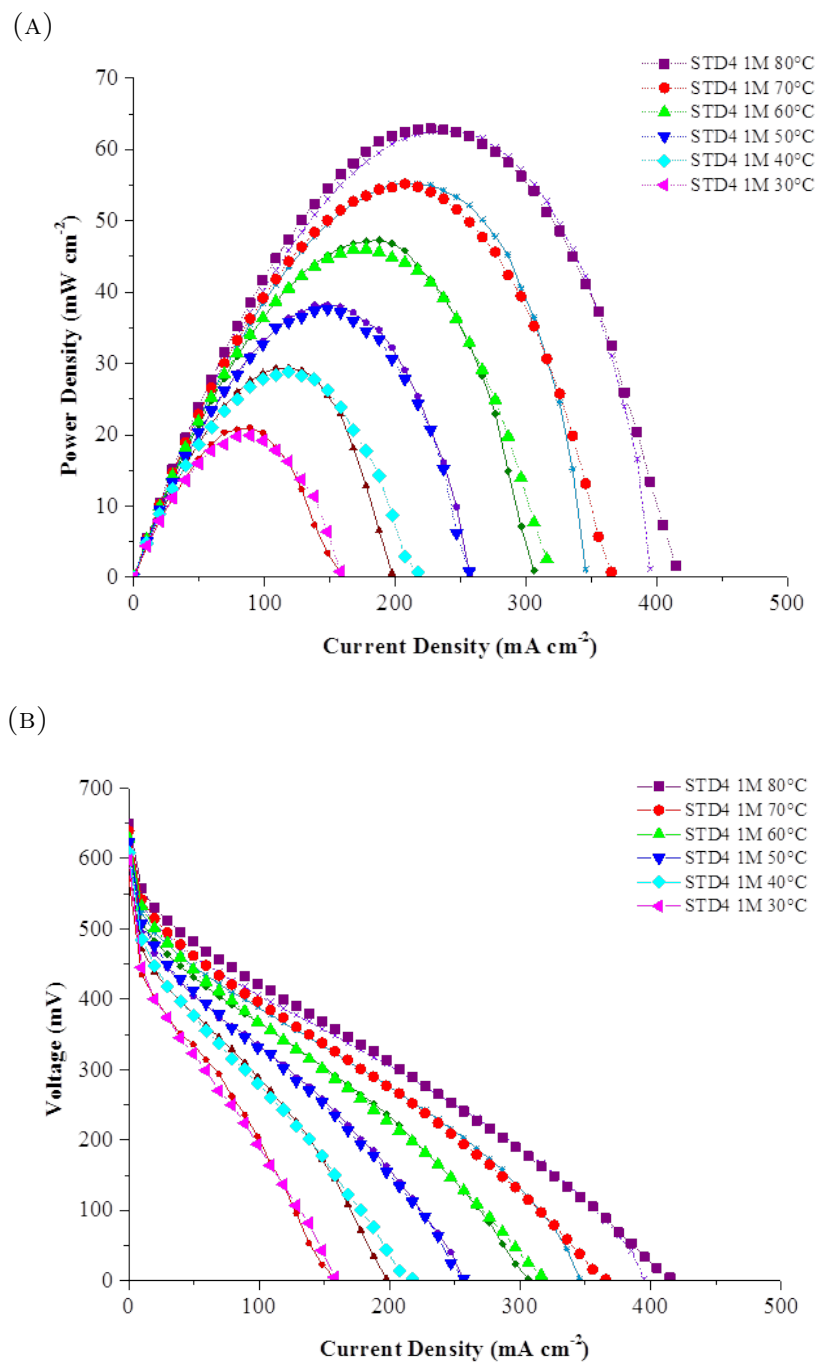 (A)
STD4 1M 80°C
STD4 1M 70°C
STD4 1M 60°C
STD4 1M 50°C
STD4 1M 40°C
STD4 1M 30°C
70
60
50
40
30
20
10
0
Power Density (mW cm⁻²)
0 100 200 300 400 500
Current Density (mA cm⁻²)
(B)
STD4 1M 80°C
STD4 1M 70°C
STD4 1M 60°C
STD4 1M 50°C
STD4 1M 40°C
STD4 1M 30°C
700
600
500
400
300
200
100
0
Voltage (mV)
0 100 200 300 400 500
Current Density (mA cm⁻²)